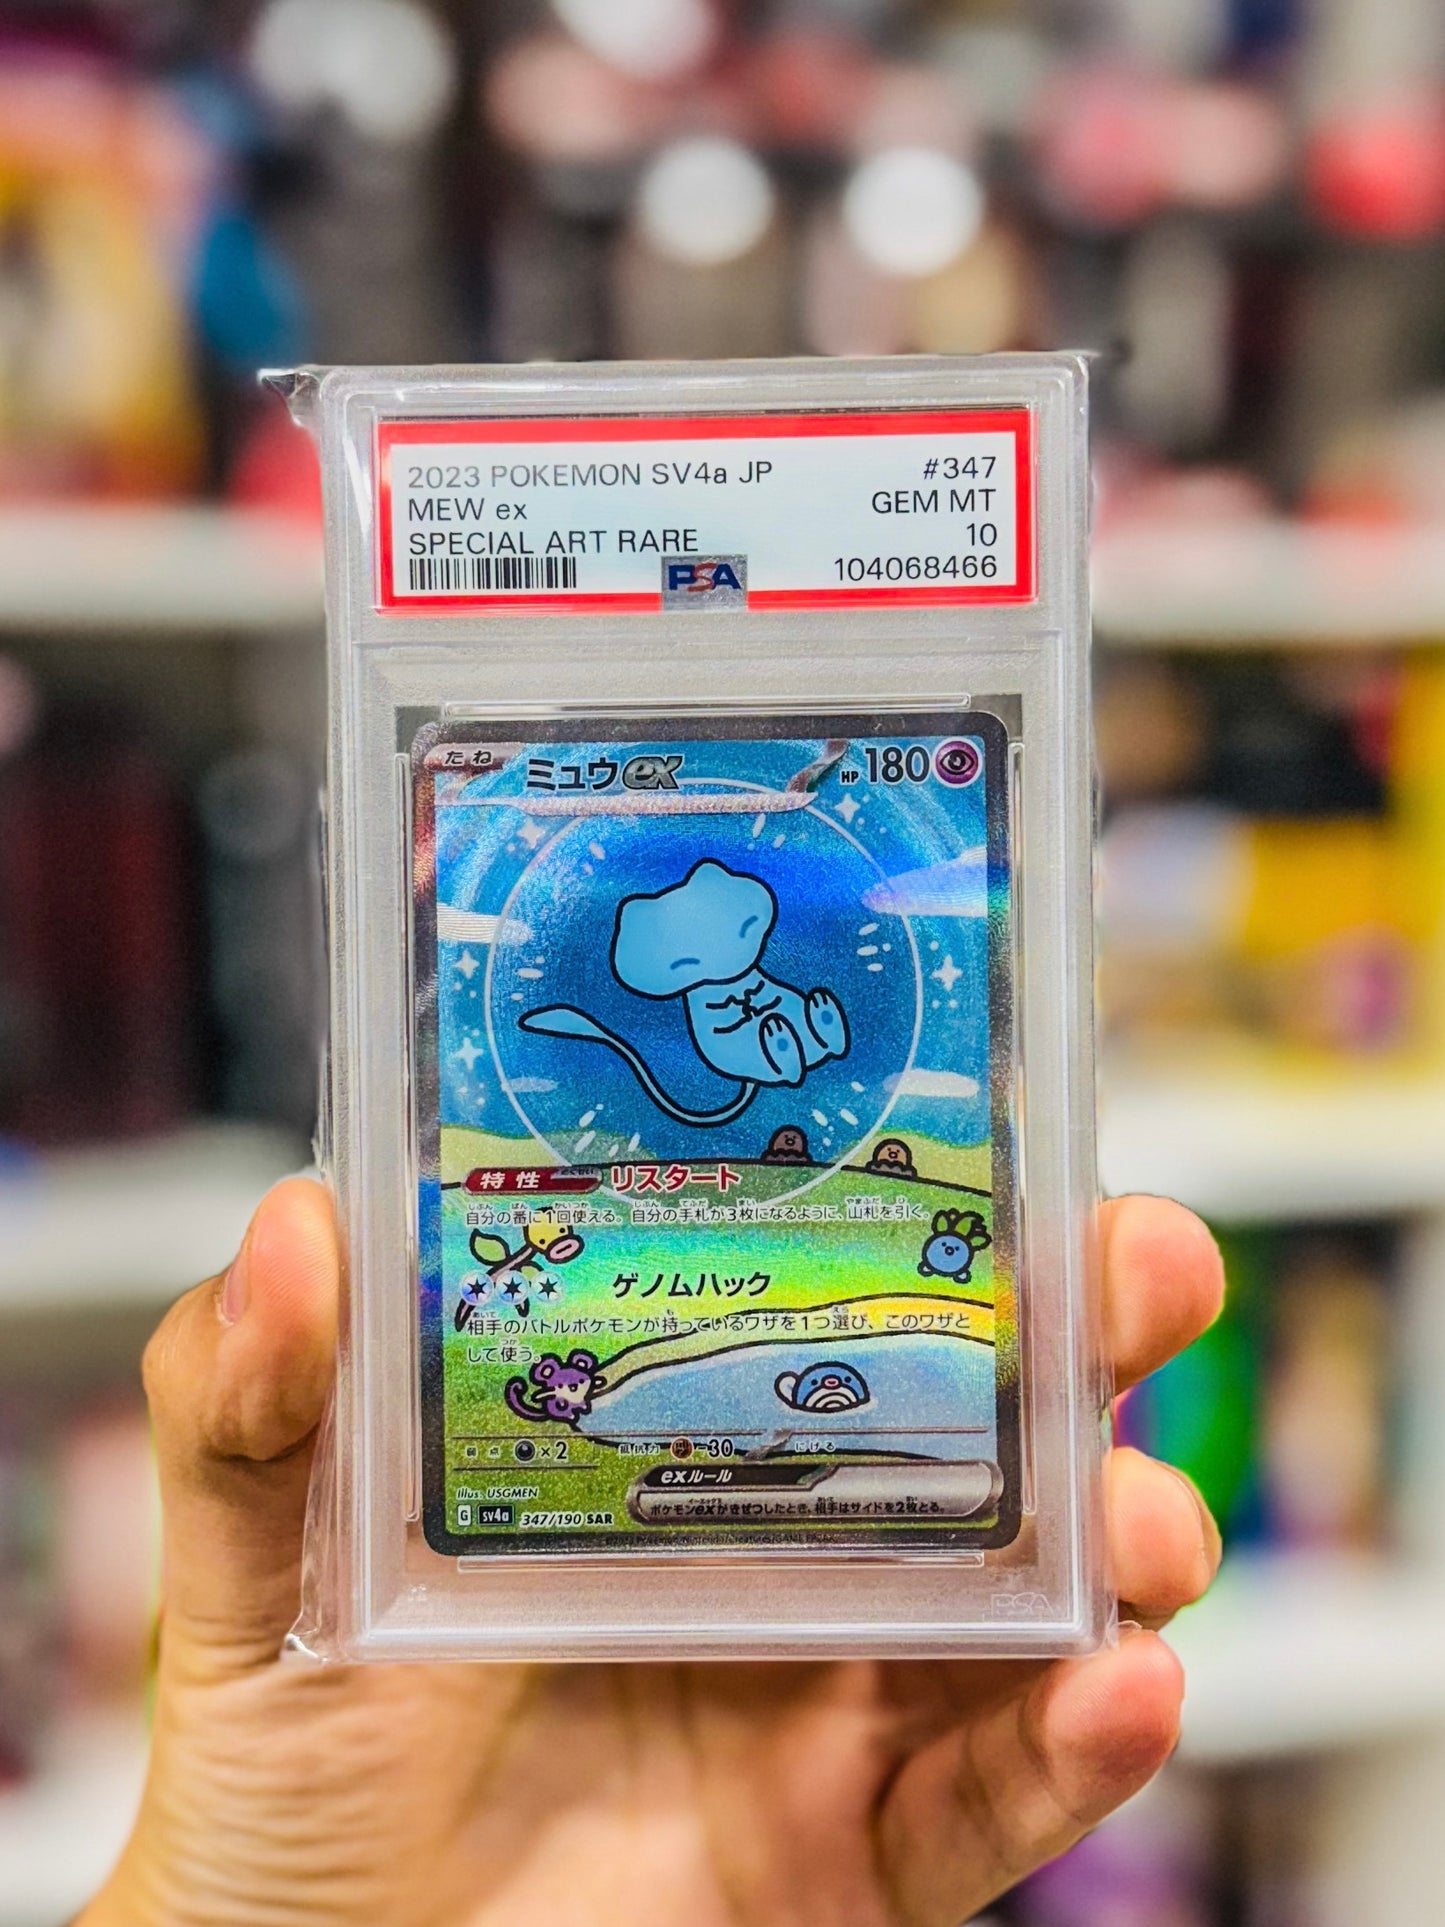 2023 POKEMON SV4a JP #347
MEW ex GEM MT
SPECIAL ART RARE 10
PSA 104068466
たね ミュウex HP 180
特性 リスタート
自分の番に1回使える。自分の手札が3枚になるように、山札を引く。
ゲノムハック
相手のバトルポケモンが持っているワザを1つ選び、このワザと
して使う。
弱点 ×2 抵抗力 -30 にげる
exルール
ポケモンexがきぜつしたとき、相手はサイドを2枚とる。
Illus. USGMEN
G sv4a 347/190 SAR
PSA